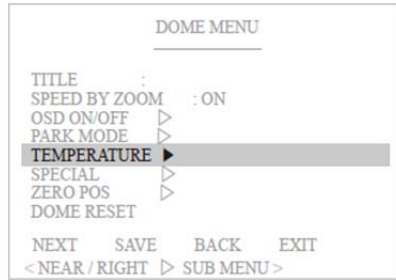 DOME MENU
TITLE :
SPEED BY ZOOM : ON
OSD ON/OFF ▷
PARK MODE ▷
TEMPERATURE ▶
SPECIAL ▷
ZERO POS ▷
DOME RESET
NEXT SAVE BACK EXIT
< NEAR / RIGHT ▷ SUB MENU >